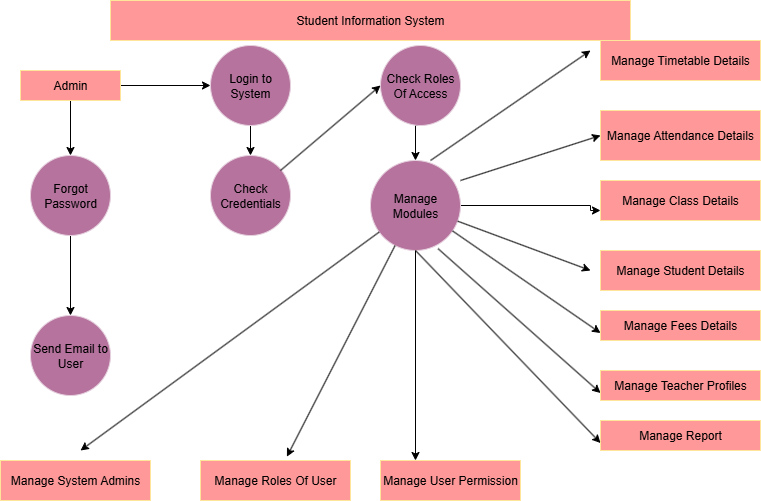 Student Information System
Admin
Login to
System
Check Roles
Of Access
Manage Timetable Details
Manage Attendance Details
Forgot
Password
Check
Credentials
Manage
Modules
Manage Class Details
Manage Student Details
Manage Fees Details
Send Email to
User
Manage Teacher Profiles
Manage Report
Manage System Admins
Manage Roles Of User
Manage User Permission